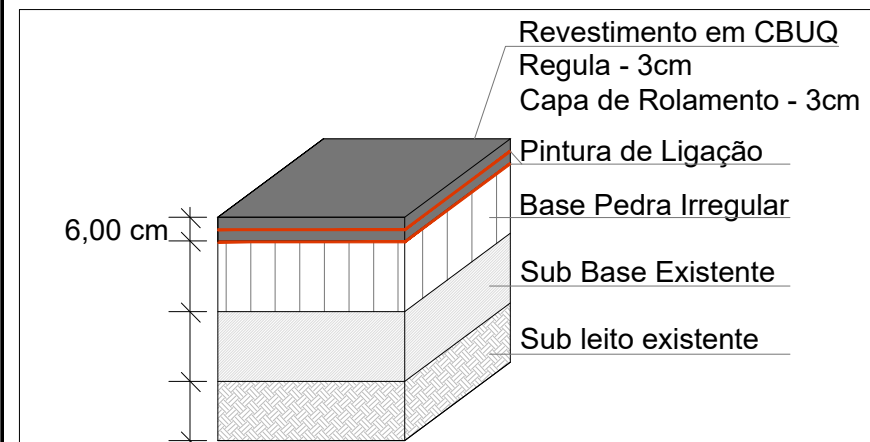 Revestimento em CBUQ
Regula - 3cm
Capa de Rolamento - 3cm
Pintura de Ligação
Base Pedra Irregular
6,00 cm
Sub Base Existente
Sub leito existente